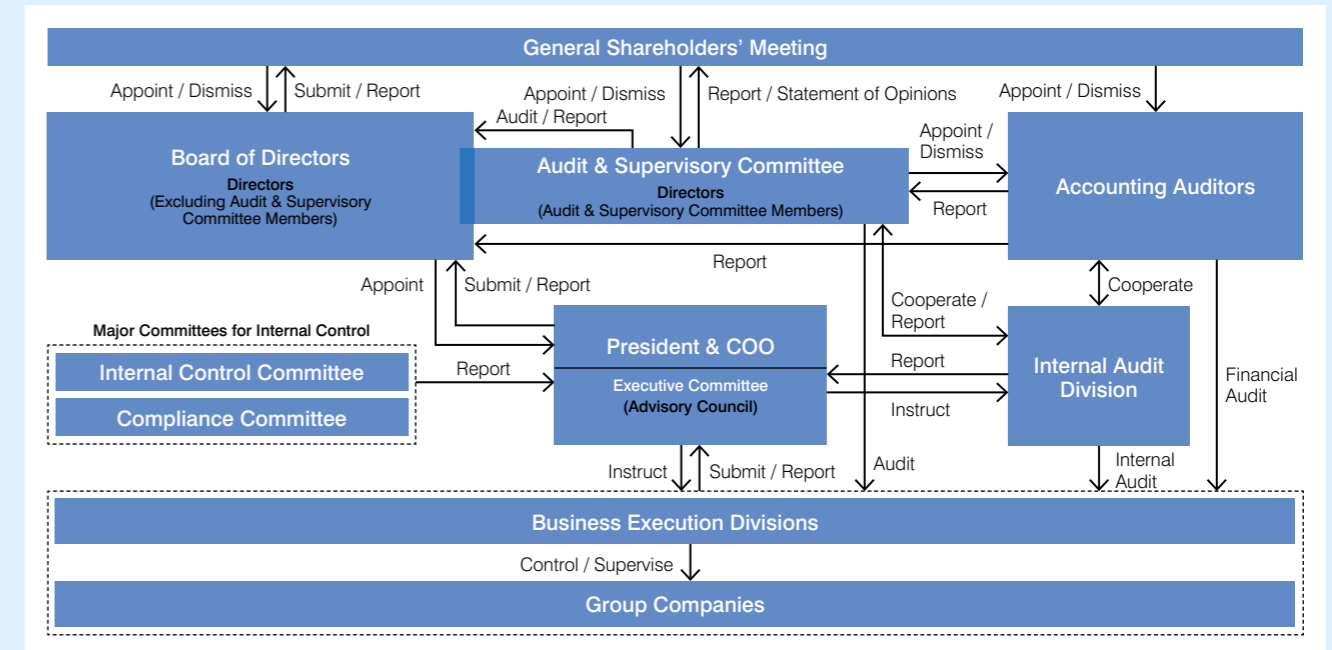 General Shareholders' Meeting
Appoint / Dismiss
Submit / Report
Appoint / Dismiss
Report / Statement of Opinions
Appoint / Dismiss
Audit / Report
Board of Directors
Directors
(Excluding Audit & Supervisory
Committee Members)
Audit & Supervisory Committee
Directors
(Audit & Supervisory Committee Members)
Appoint /
Dismiss
Report
Accounting Auditors
Report
Appoint
Submit / Report
Cooperate /
Report
Cooperate
Major Committees for Internal Control
Internal Control Committee
Compliance Committee
Report
President & COO
Executive Committee
(Advisory Council)
Report
Instruct
Internal Audit
Division
Financial
Audit
Instruct
Submit / Report
Audit
Internal
Audit
Business Execution Divisions
Control / Supervise
Group Companies